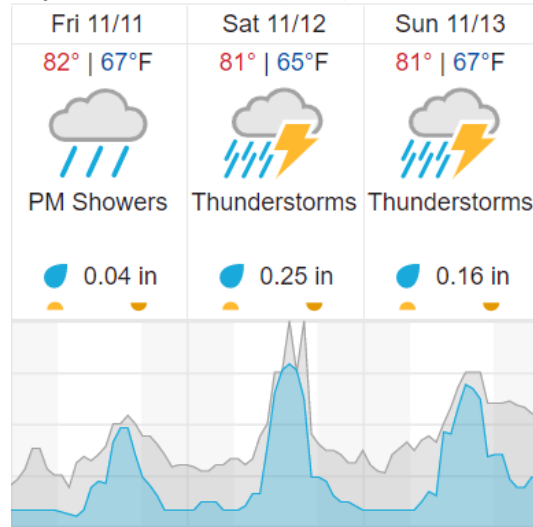 Fri 11/11 Sat 11/12 Sun 11/13
82° | 67°F 81° | 65°F 81° | 67°F
PM Showers Thunderstorms Thunderstorms
0.04 in 0.25 in 0.16 in